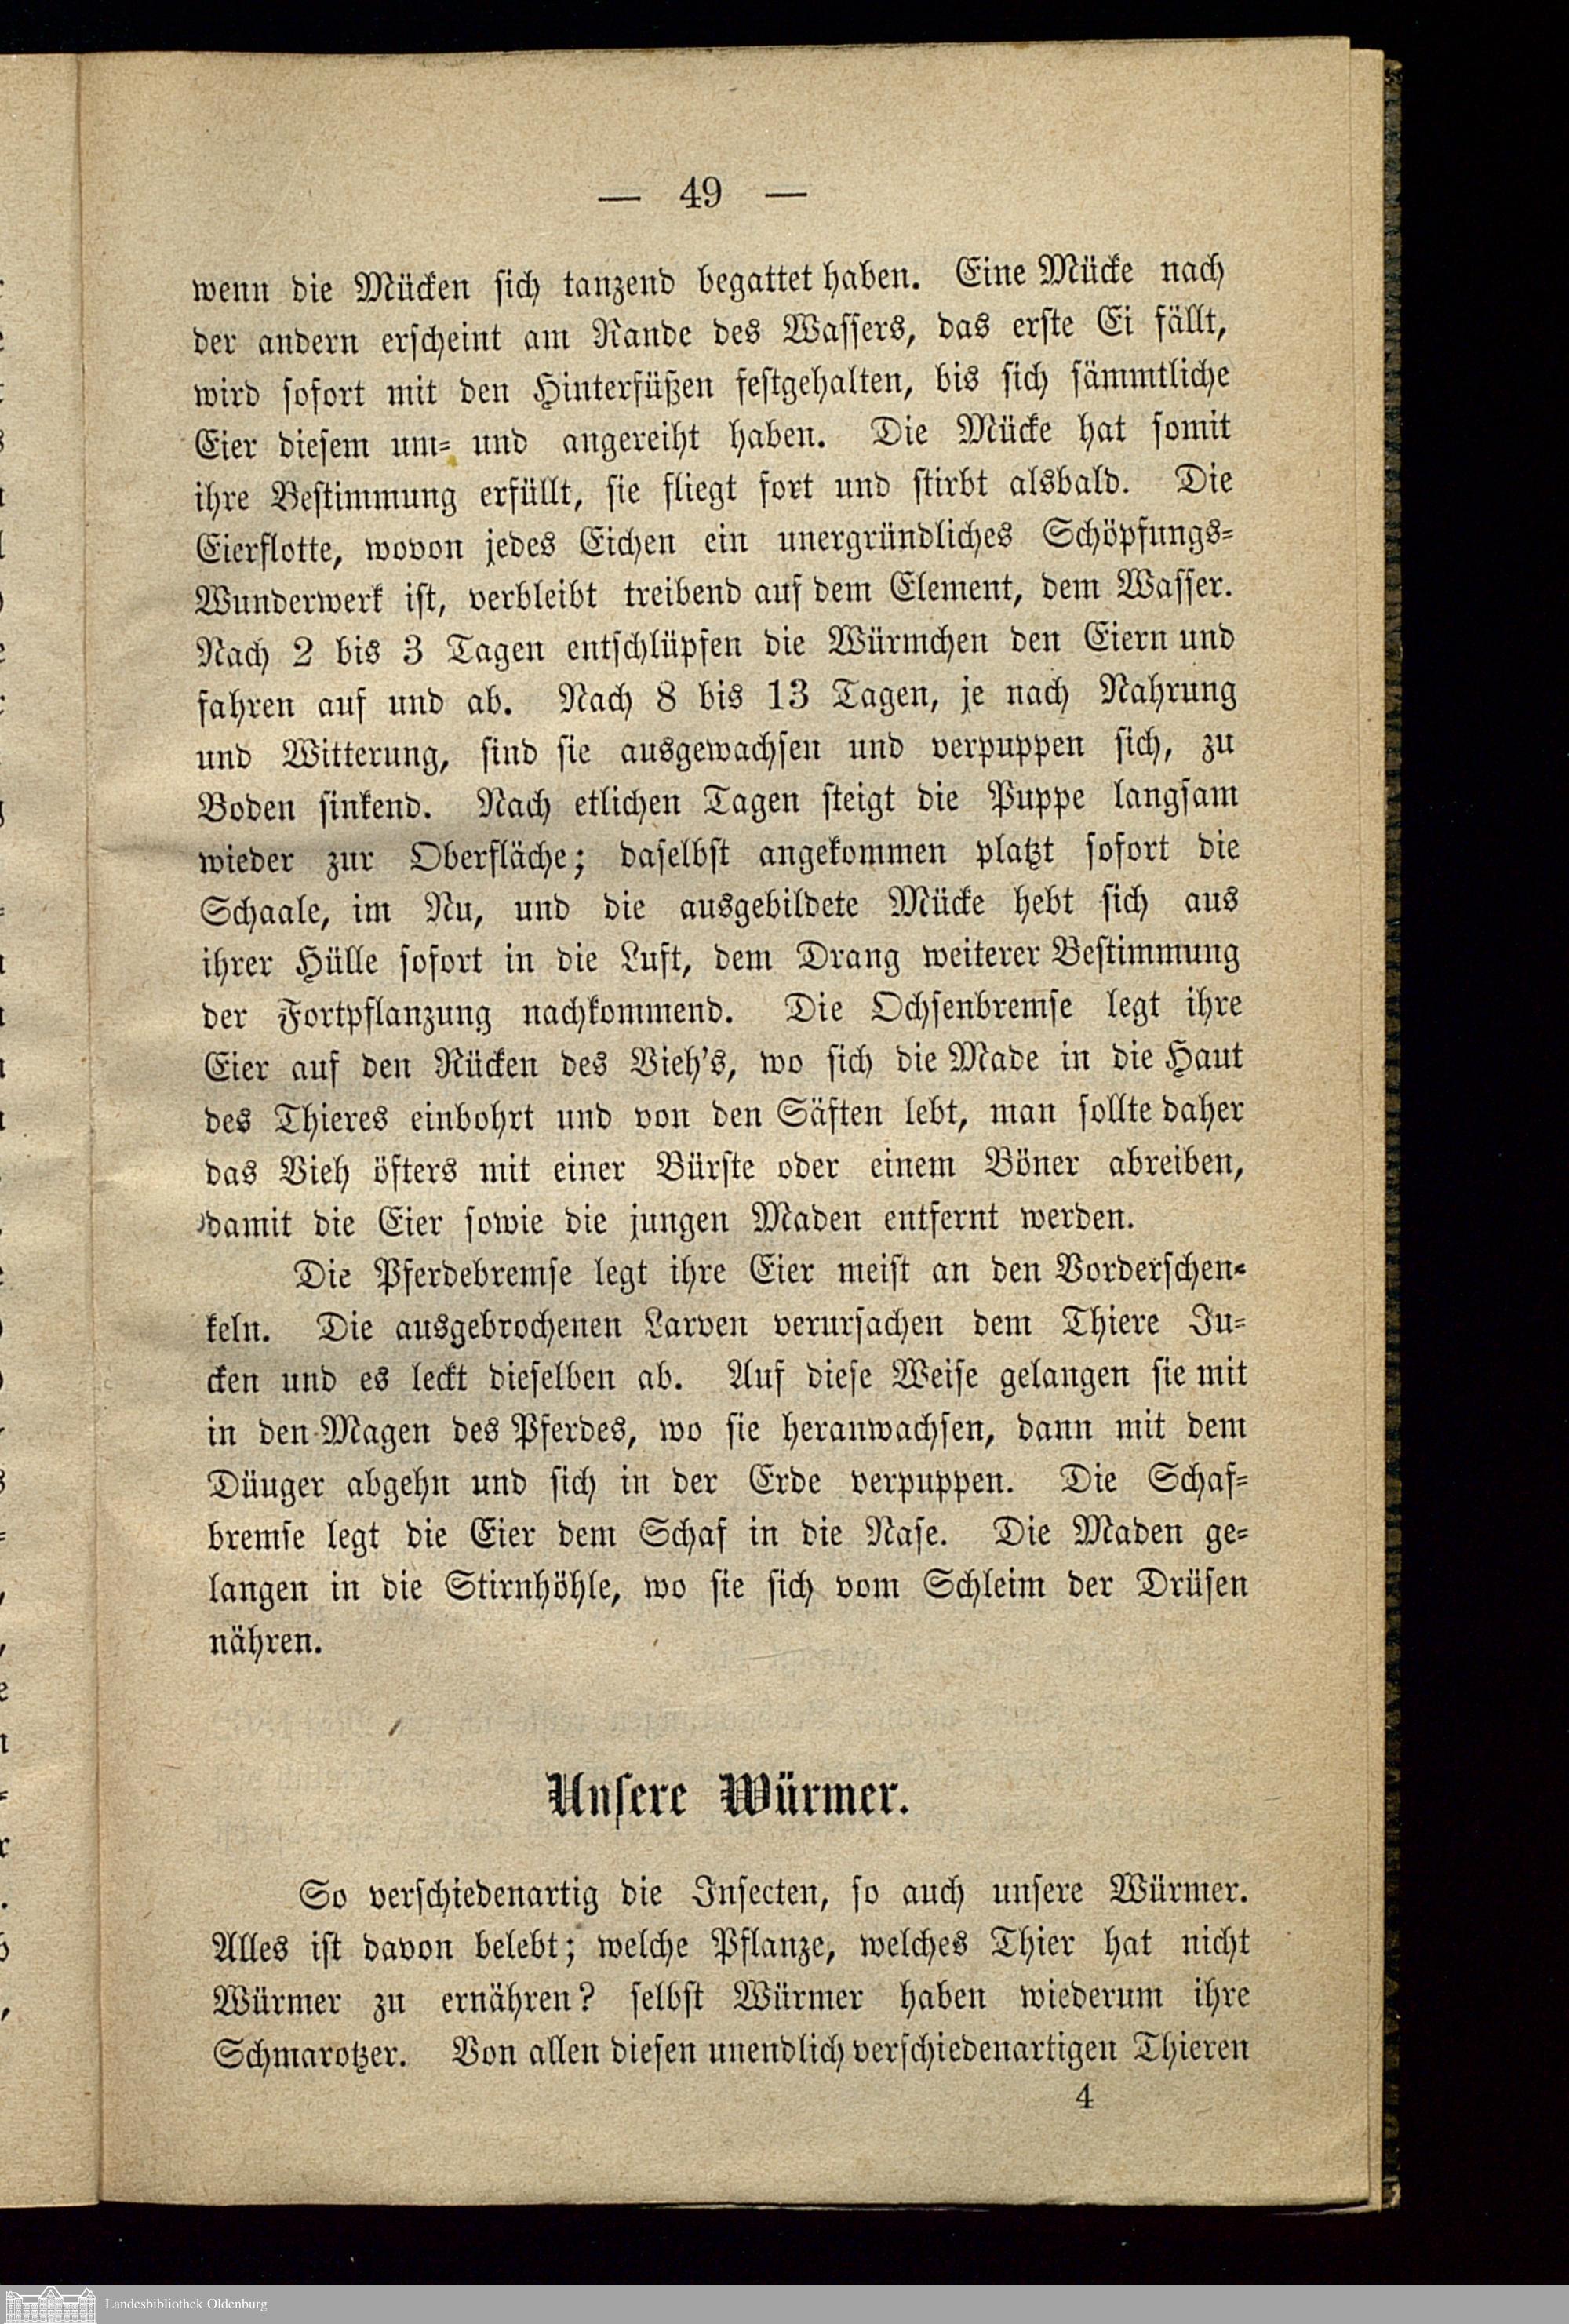 — 49 —
wenn die Mücken sich tanzend begattet haben. Eine Mücke nach
der andern erscheint am Rande des Wassers, das erste Ei fällt,
wird sofort mit den Hinterfüßen festgehalten, bis sich sämmtliche
Eier diesem um- und angereiht haben. Die Mücke hat somit
ihre Bestimmung erfüllt, sie fliegt fort und stirbt alsbald. Die
Eierflotte, wovon jedes Eichen ein unergründliches Schöpfungs-
Wunderwerk ist, verbleibt treibend auf dem Element, dem Wasser.
Nach 2 bis 3 Tagen entschlüpfen die Würmchen den Eiern und
fahren auf und ab. Nach 8 bis 13 Tagen, je nach Nahrung
und Witterung, sind sie ausgewachsen und verpuppen sich, zu
Boden sinkend. Nach etlichen Tagen steigt die Puppe langsam
wieder zur Oberfläche; daselbst angekommen platzt sofort die
Schaale, im Nu, und die ausgebildete Mücke hebt sich aus
ihrer Hülle sofort in die Luft, dem Drang weiterer Bestimmung
der Fortpflanzung nachkommend. Die Ochsenbremse legt ihre
Eier auf den Rücken des Vieh's, wo sich die Made in die Haut
des Thieres einbohrt und von den Säften lebt, man sollte daher
das Vieh öfters mit einer Bürste oder einem Böner abreiben,
damit die Eier sowie die jungen Maden entfernt werden.
Die Pferdebremse legt ihre Eier meist an den Vorderschen-
keln. Die ausgebrochenen Larven verursachen dem Thiere Ju-
cken und es leckt dieselben ab. Auf diese Weise gelangen sie mit
in den Magen des Pferdes, wo sie heranwachsen, dann mit dem
Dünger abgehn und sich in der Erde verpuppen. Die Schaf-
bremse legt die Eier dem Schaf in die Nase. Die Maden ge-
langen in die Stirnhöhle, wo sie sich vom Schleim der Drüsen
nähren.
Unsere Würmer.
So verschiedenartig die Insecten, so auch unsere Würmer.
Alles ist davon belebt; welche Pflanze, welches Thier hat nicht
Würmer zu ernähren? selbst Würmer haben wiederum ihre
Schmarotzer. Von allen diesen unendlich verschiedenartigen Thieren
4
Landesbibliothek Oldenburg